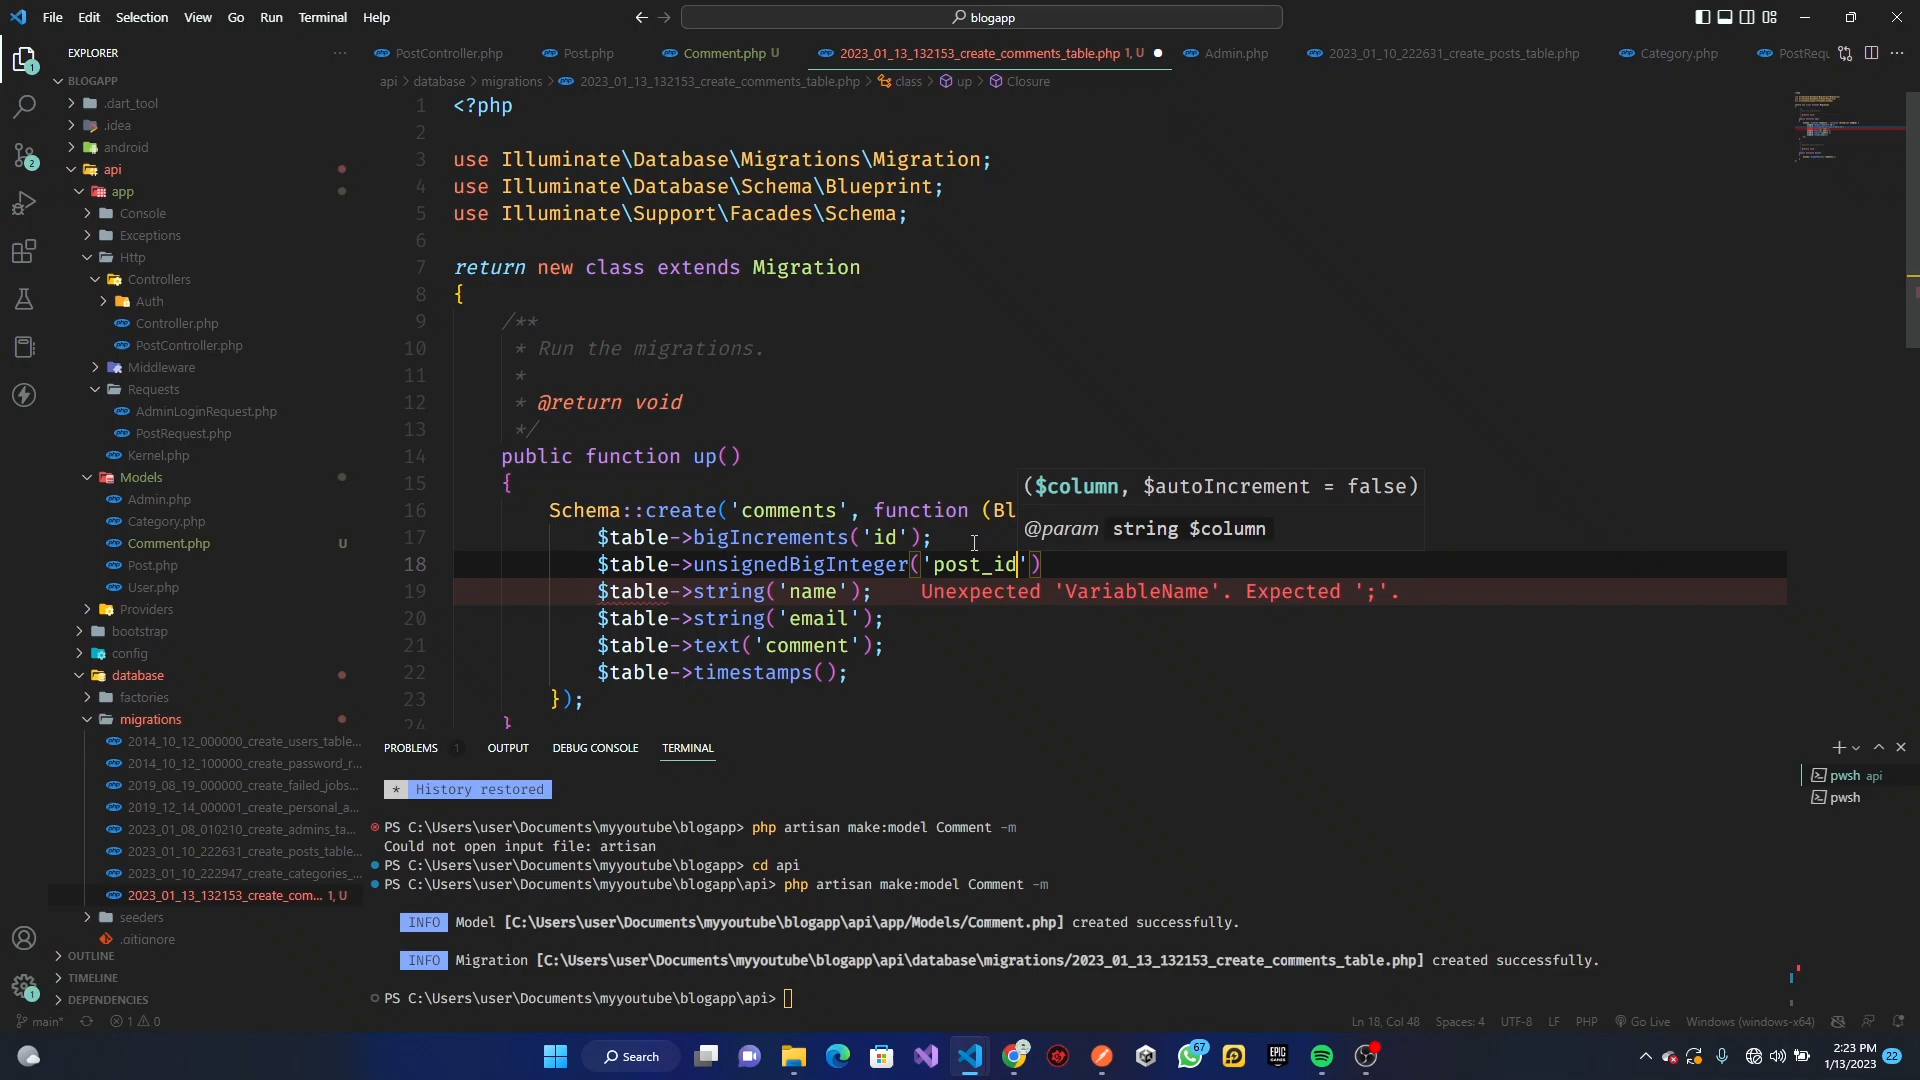 File Edit Selection View Go Run Terminal Help
blogapp
EXPLORER
PostController.php
Post.php
Comment.php U
2023_01_13_132153_create_comments_table.php 1, U
Admin.php
2023_01_10_222631_create_posts_table.php
Category.php
PostRequ
api > database > migrations > 2023_01_13_132153_create_comments_table.php > class > up > Closure
BLOGAPP
.dart_tool
.idea
android
api
app
Console
Exceptions
Http
Controllers
Auth
Controller.php
PostController.php
Middleware
Requests
AdminLoginRequest.php
PostRequest.php
Kernel.php
Models
Admin.php
Category.php
Comment.php U
Post.php
User.php
Providers
bootstrap
config
database
factories
migrations
2014_10_12_000000_create_users_table...
2014_10_12_100000_create_password_r...
2019_08_19_000000_create_failed_jobs...
2019_12_14_000001_create_personal_a...
2023_01_08_010210_create_admins_ta...
2023_01_10_222631_create_posts_table...
2023_01_10_222947_create_categories_...
2023_01_13_132153_create_com... 1, U
seeders
.gitignore
OUTLINE
TIMELINE
DEPENDENCIES
1 <?php
2
3 use Illuminate\Database\Migrations\Migration;
4 use Illuminate\Database\Schema\Blueprint;
5 use Illuminate\Support\Facades\Schema;
6
7 return new class extends Migration
8 {
9 /**
10 * Run the migrations.
11 *
12 * @return void
13 */
14 public function up()
15 {
16 Schema::create('comments', function (Bl
17 $table->bigIncrements('id');
18 $table->unsignedBigInteger('post_id')
19 $table->string('name'); Unexpected 'VariableName'. Expected ';'.
20 $table->string('email');
21 $table->text('comment');
22 $table->timestamps();
23 });
24 }
($column, $autoIncrement = false)
@param string $column
PROBLEMS 1 OUTPUT DEBUG CONSOLE TERMINAL
* History restored
PS C:\Users\user\Documents\myyoutube\blogapp> php artisan make:model Comment -m
Could not open input file: artisan
PS C:\Users\user\Documents\myyoutube\blogapp> cd api
PS C:\Users\user\Documents\myyoutube\blogapp\api> php artisan make:model Comment -m
INFO Model [C:\Users\user\Documents\myyoutube\blogapp\api\app/Models/Comment.php] created successfully.
INFO Migration [C:\Users\user\Documents\myyoutube\blogapp\api\database\migrations/2023_01_13_132153_create_comments_table.php] created successfully.
PS C:\Users\user\Documents\myyoutube\blogapp\api>
pwsh api
pwsh
1
2
1
main* 1 0
Ln 18, Col 48 Spaces: 4 UTF-8 LF PHP Go Live Windows (windows-x64)
Search
67
EPIC GAMES
2:23 PM
1/13/2023
22